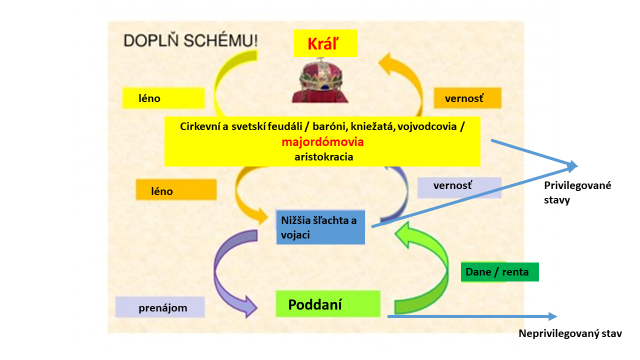 DOPLŇ SCHÉMU!
Kráľ
léno
vernosť
Cirkevní a svetskí feudáli / baróni, kniežatá, vojvodcovia /
majordómovia
aristokracia
léno
vernosť
Privilegované
stavy
Nižšia šľachta a
vojaci
Dane / renta
prenájom
Poddaní
Neprivilegovaný stav